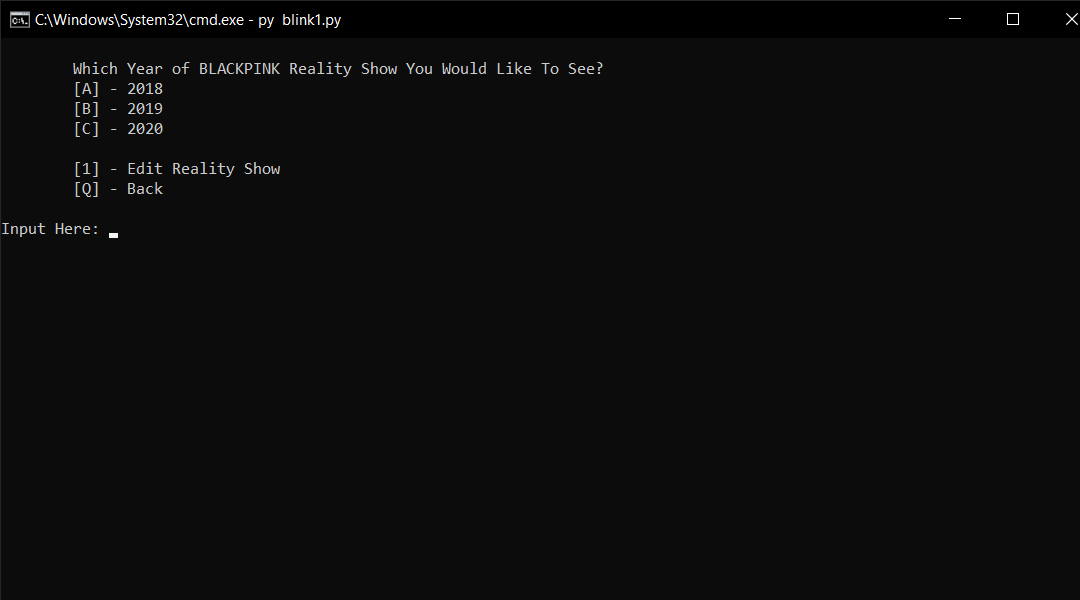 C:\Windows\System32\cmd.exe - py  blink1.py
Which Year of BLACKPINK Reality Show You Would Like To See?
[A] - 2018
[B] - 2019
[C] - 2020
[1] - Edit Reality Show
[Q] - Back
Input Here: